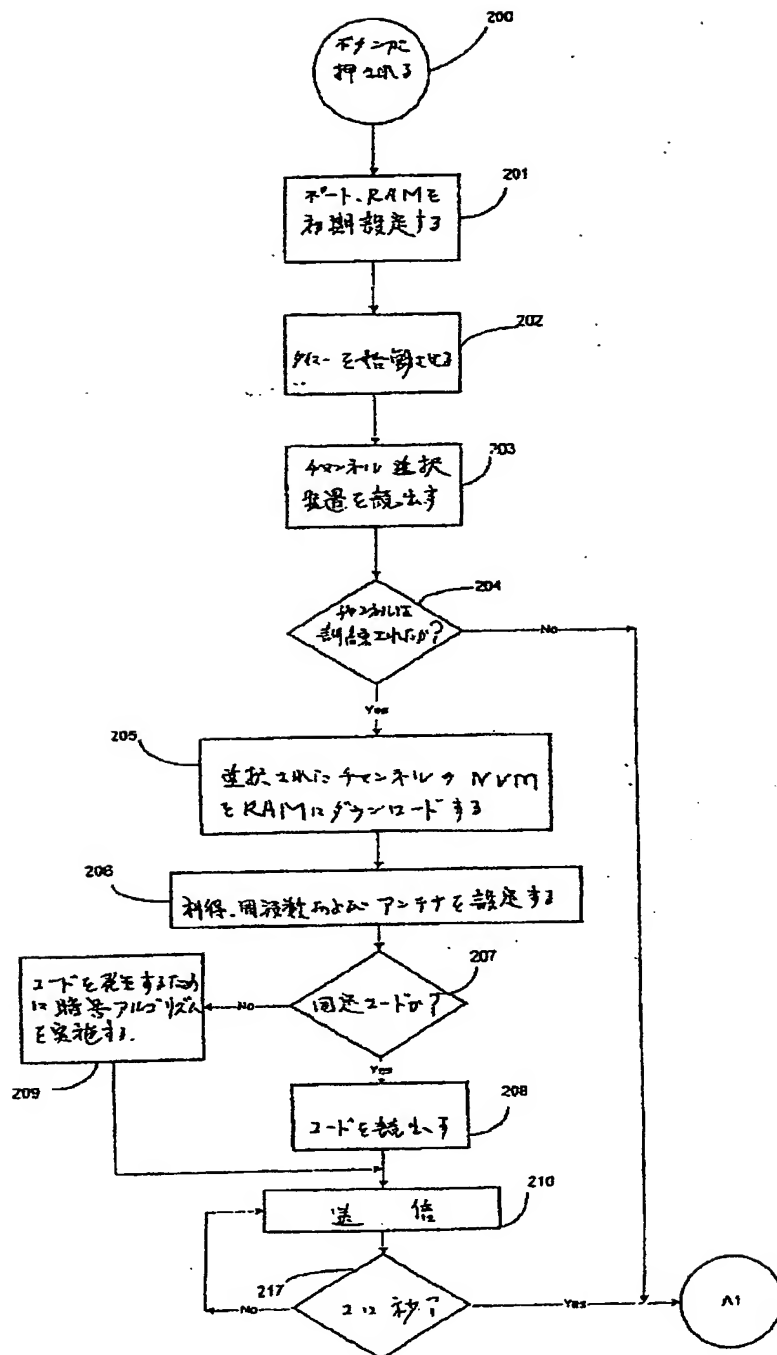 200
ボタンが
押される
201
ポート、RAMを
初期設定する
202
タイマーを始動させる
203
チャンネル選択
装置を読出す
204
チャンネルは
訓練されたか?
No
Yes
205
選択されたチャンネルのNVM
をRAMにダウンロードする
206
利得、周波数およびアンテナを設定する
207
固定コードか?
No
コードを発生するため
に暗号アルゴリズム
を実施する.
209
Yes
208
コードを読出す
210
送信
217
No
秒?
Yes
A1